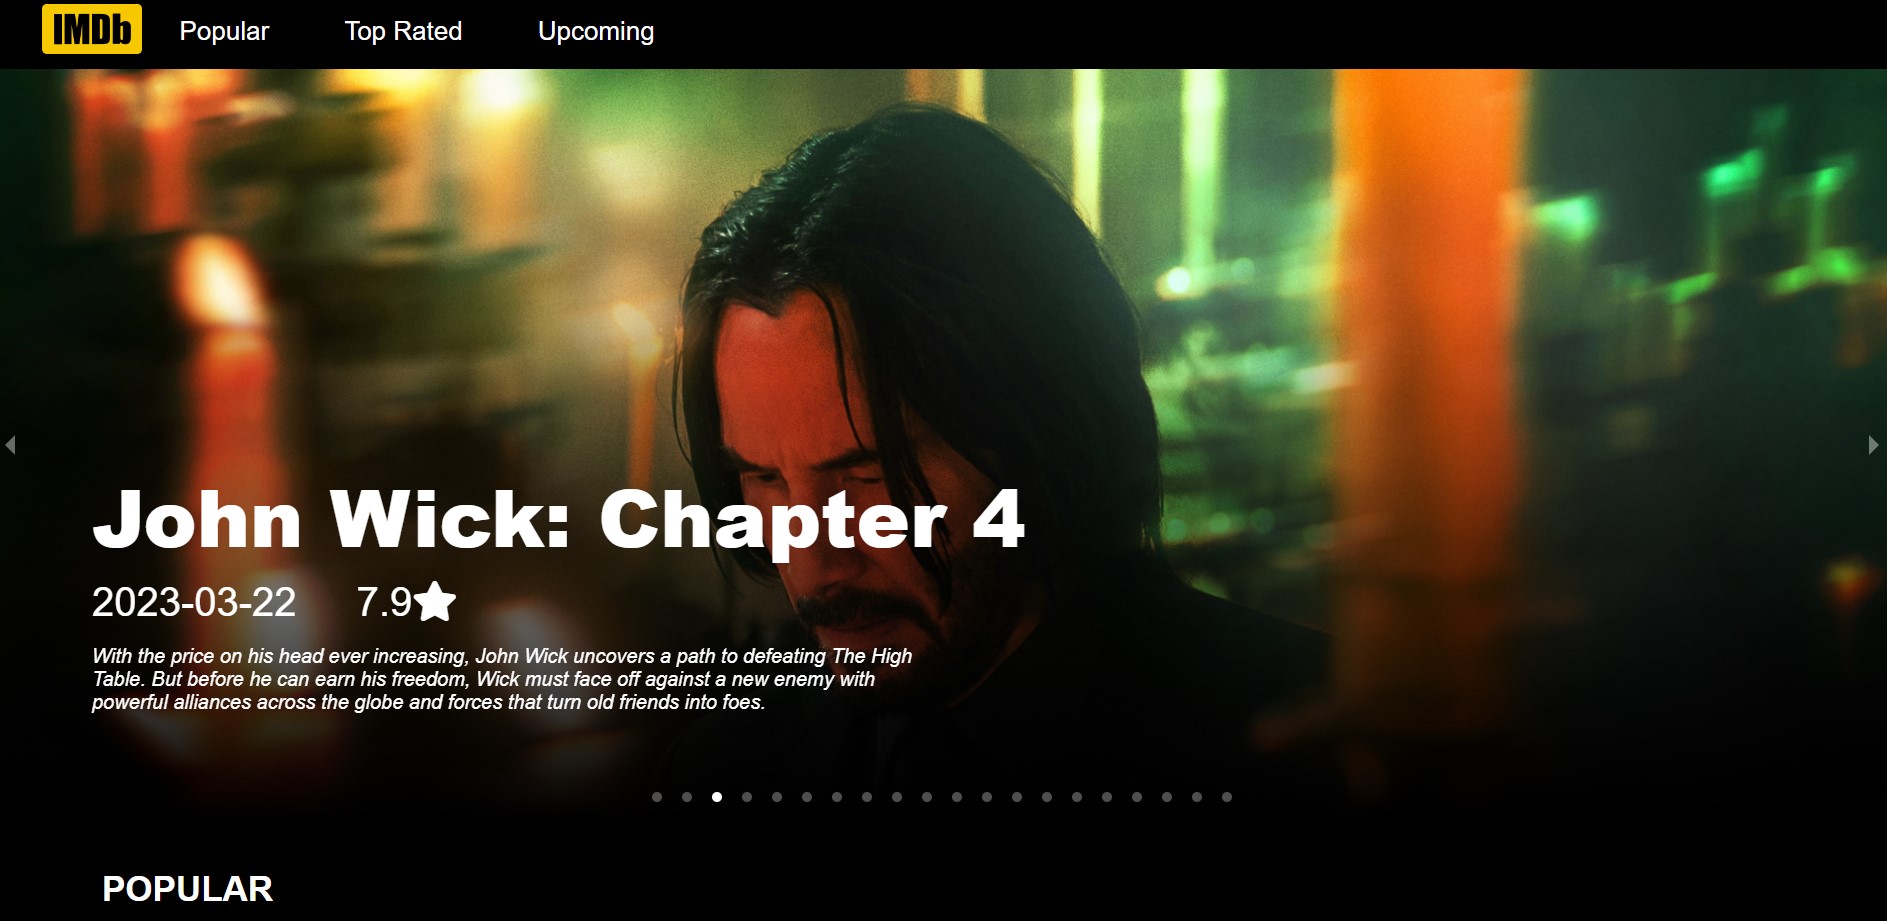 IMDb Popular Top Rated Upcoming
John Wick: Chapter 4
2023-03-22 7.9
With the price on his head ever increasing, John Wick uncovers a path to defeating The High
Table. But before he can earn his freedom, Wick must face off against a new enemy with
powerful alliances across the globe and forces that turn old friends into foes.
POPULAR